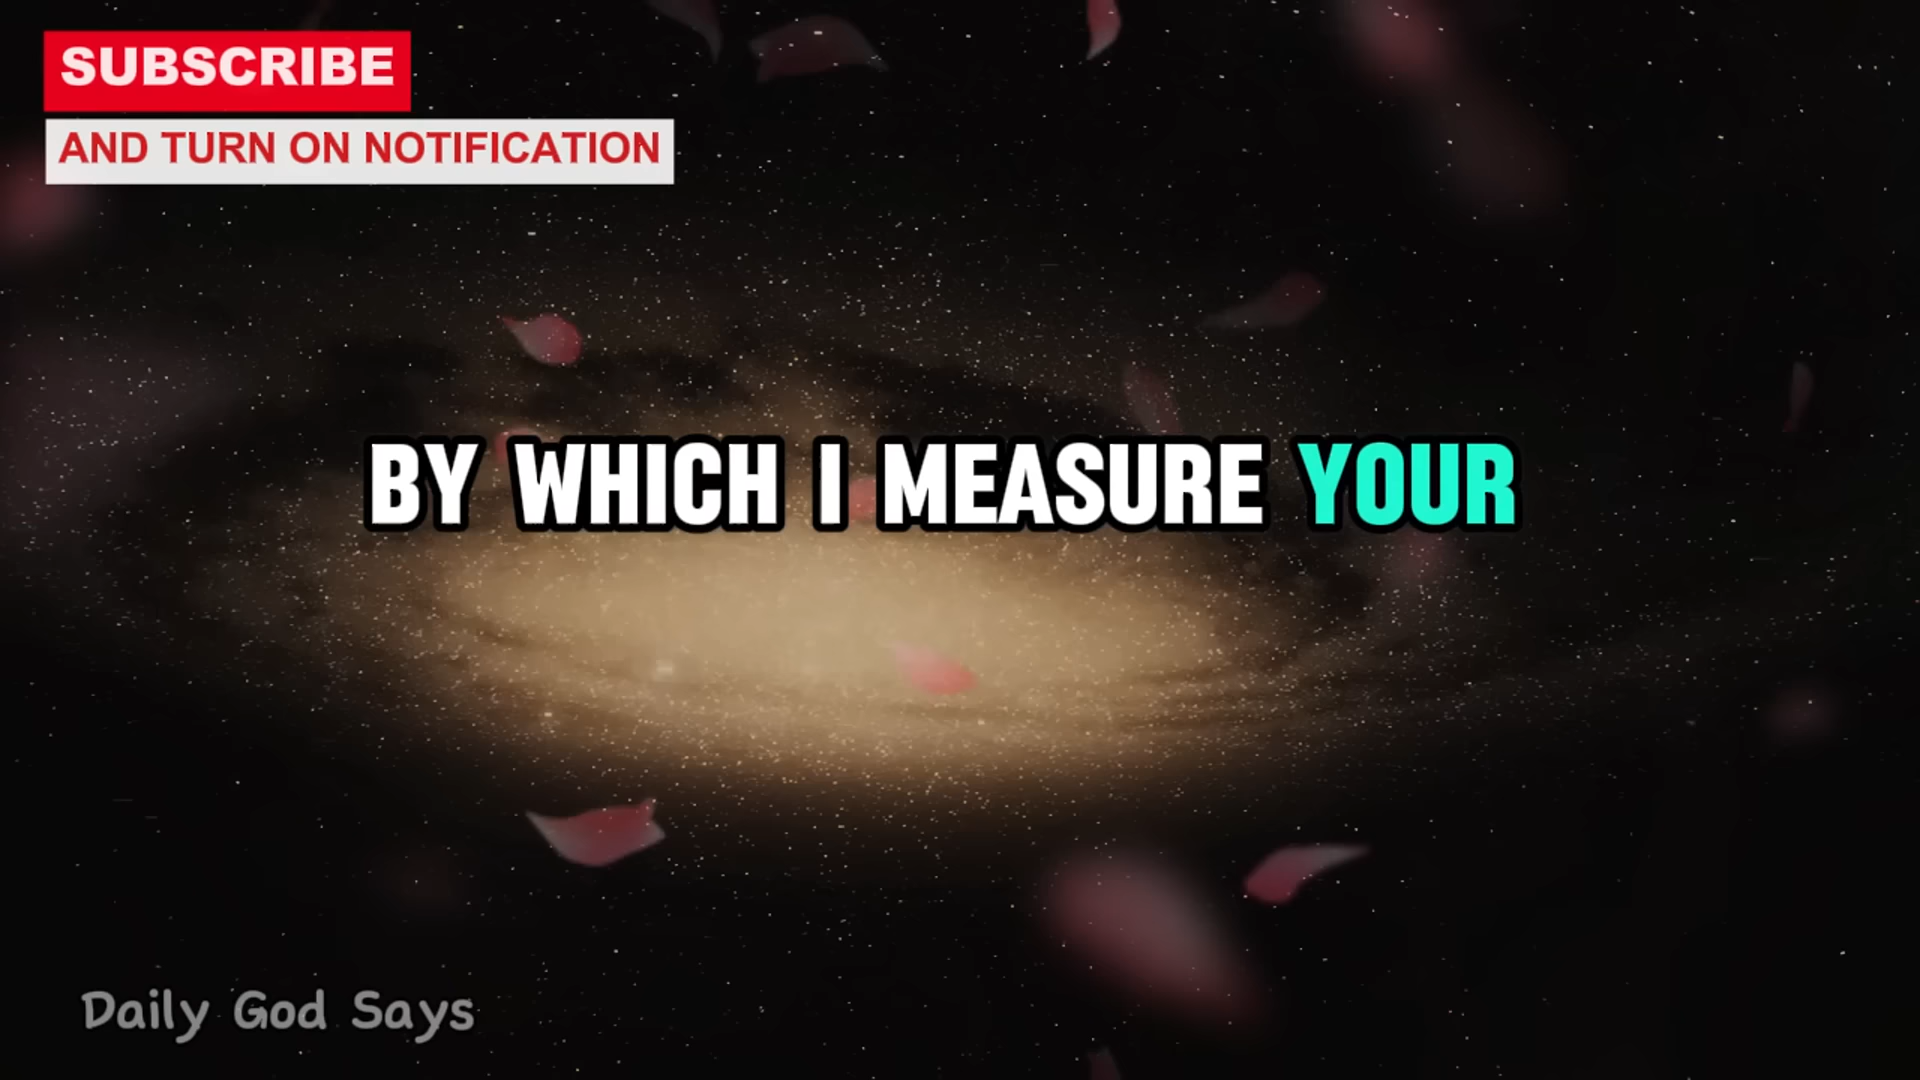 SUBSCRIBE
AND TURN ON NOTIFICATION
BY WHICH I MEASURE YOUR
Daily God Says